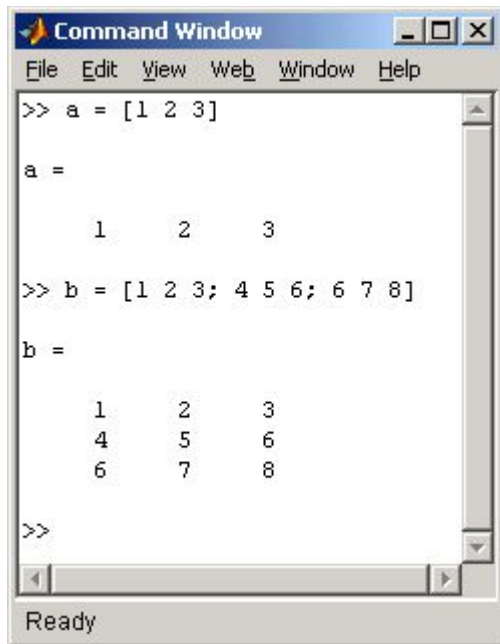 Command Window
File Edit View Web Window Help
>> a = [1 2 3]
a =
1 2 3
>> b = [1 2 3; 4 5 6; 6 7 8]
b =
1 2 3
4 5 6
6 7 8
>>
Ready